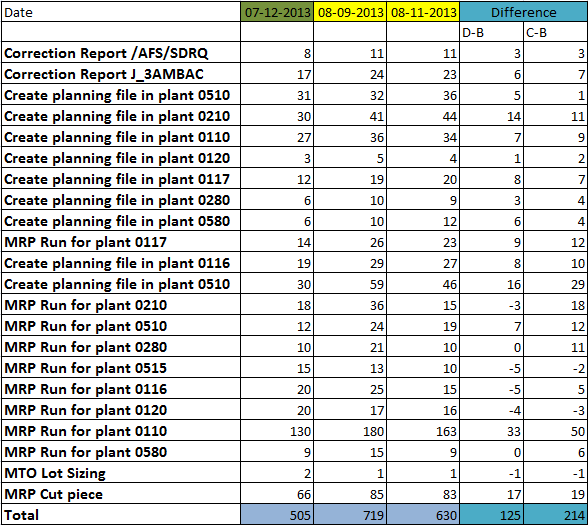 Date 07-12-2013 08-09-2013 08-11-2013 Difference
D-B C-B
Correction Report /AFS/SDRQ 8 11 11 3 3
Correction Report J_3AMBAC 17 24 23 6 7
Create planning file in plant 0510 31 32 36 5 1
Create planning file in plant 0210 30 41 44 14 11
Create planning file in plant 0110 27 36 34 7 9
Create planning file in plant 0120 3 5 4 1 2
Create planning file in plant 0117 12 19 20 8 7
Create planning file in plant 0280 6 10 9 3 4
Create planning file in plant 0580 6 10 12 6 4
MRP Run for plant 0117 14 26 23 9 12
Create planning file in plant 0116 19 29 27 8 10
Create planning file in plant 0510 30 59 46 16 29
MRP Run for plant 0210 18 36 15 -3 18
MRP Run for plant 0510 12 24 19 7 12
MRP Run for plant 0280 10 21 10 0 11
MRP Run for plant 0515 15 13 10 -5 -2
MRP Run for plant 0116 20 25 15 -5 5
MRP Run for plant 0120 20 17 16 -4 -3
MRP Run for plant 0110 130 180 163 33 50
MRP Run for plant 0580 9 15 9 0 6
MTO Lot Sizing 2 1 1 -1 -1
MRP Cut piece 66 85 83 17 19
Total 505 719 630 125 214